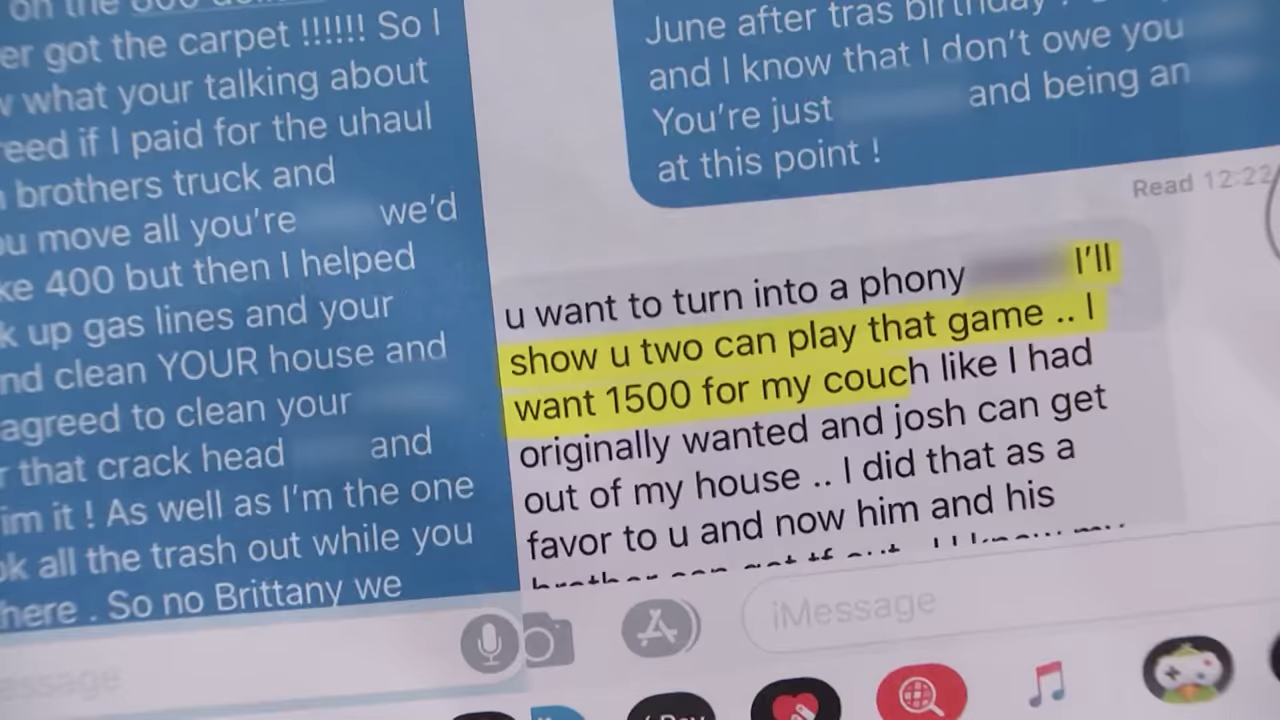 on the
got the carpet !!!!!! So I
what your talking about
if I paid for the uhaul
brothers truck and
move all you're we'd
400 but then I helped
up gas lines and your
clean YOUR house and
agreed to clean your
that crack head and
it ! As well as I'm the one
all the trash out while you
here . So no Brittany we
June after tras birthday
and I know that I don't owe you
You're just and being an
at this point !
Read 12:22
u want to turn into a phony I'll
show u two can play that game .. I
want 1500 for my couch like I had
originally wanted and josh can get
out of my house .. I did that as a
favor to u and now him and his
iMessage